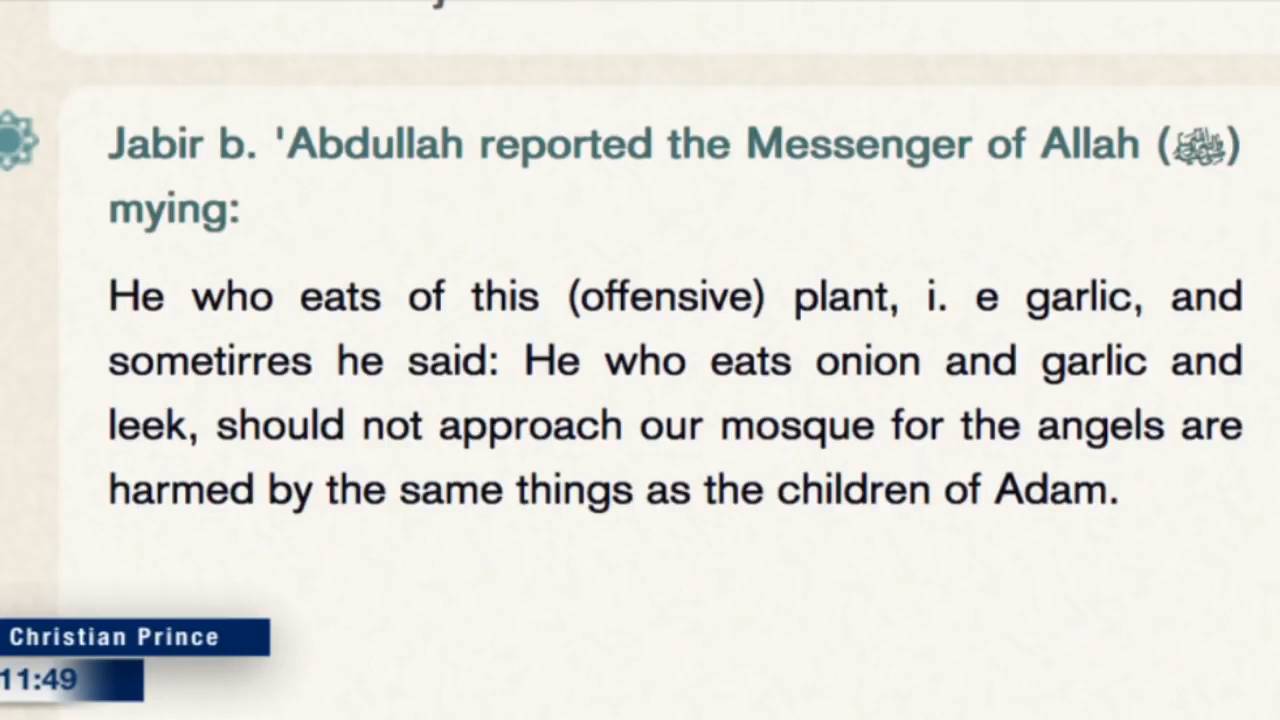 Jabir b. 'Abdullah reported the Messenger of Allah (ﷺ)
mying:
He who eats of this (offensive) plant, i. e garlic, and
sometirres he said: He who eats onion and garlic and
leek, should not approach our mosque for the angels are
harmed by the same things as the children of Adam.
Christian Prince
11:49